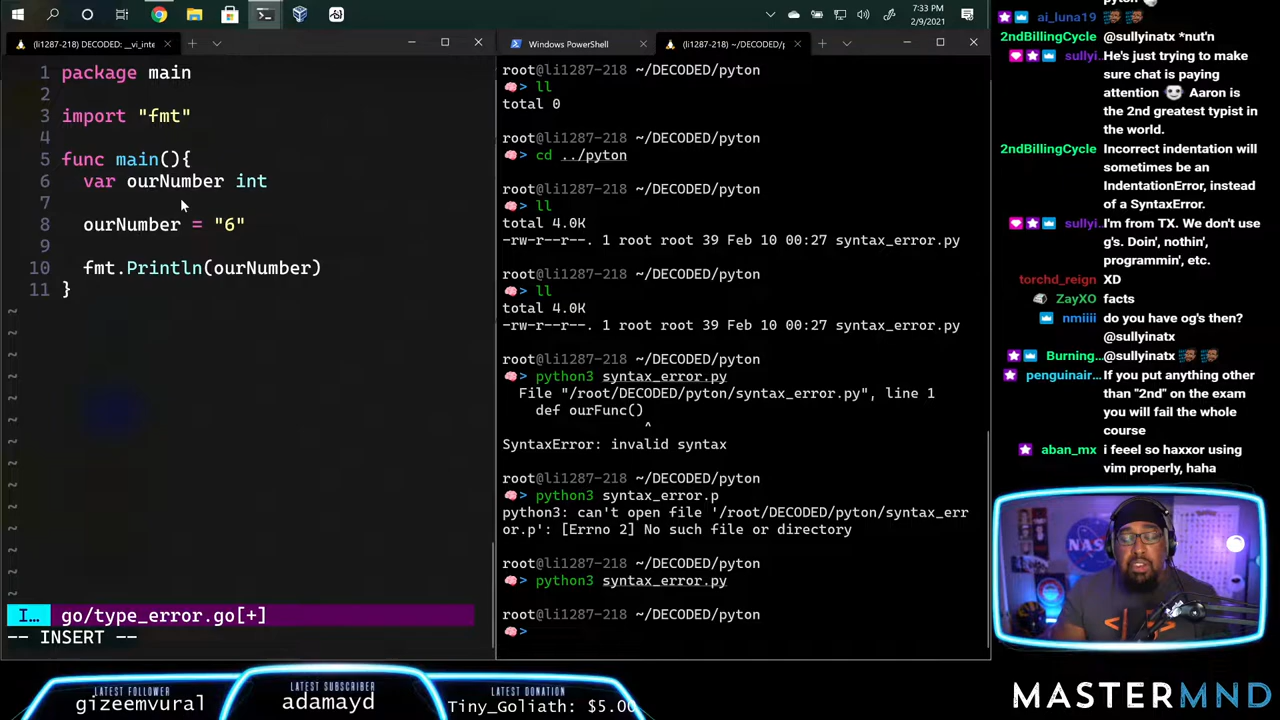 7:33 PM
2/9/2021
(li1287-218) DECODED: __vi_inte
1 package main
2
3 import "fmt"
4
5 func main(){
6 var ourNumber int
7
8 ourNumber = "6"
9
10 fmt.Println(ourNumber)
11 }
~
~
~
~
~
~
~
~
~
~
~
~
~
~
I... go/type_error.go[+]
-- INSERT --
Windows PowerShell
(li1287-218) ~/DECODED/p
root@li1287-218 ~/DECODED/pyton
> ll
total 0
root@li1287-218 ~/DECODED/pyton
> cd ../pyton
root@li1287-218 ~/DECODED/pyton
> ll
total 4.0K
-rw-r--r--. 1 root root 39 Feb 10 00:27 syntax_error.py
root@li1287-218 ~/DECODED/pyton
> ll
total 4.0K
-rw-r--r--. 1 root root 39 Feb 10 00:27 syntax_error.py
root@li1287-218 ~/DECODED/pyton
> python3 syntax_error.py
File "/root/DECODED/pyton/syntax_error.py", line 1
def ourFunc()
^
SyntaxError: invalid syntax
root@li1287-218 ~/DECODED/pyton
> python3 syntax_error.p
python3: can't open file '/root/DECODED/pyton/syntax_err
or.p': [Errno 2] No such file or directory
root@li1287-218 ~/DECODED/pyton
> python3 syntax_error.py
root@li1287-218 ~/DECODED/pyton
>
ai_luna19
2ndBillingCycle @sullyinatx *nut'n
sullyi... He's just trying to make
sure chat is paying
attention Aaron is
the 2nd greatest typist in
the world.
2ndBillingCycle Incorrect indentation will
sometimes be an
IndentationError, instead
of a SyntaxError.
sullyi... I'm from TX. We don't use
g's. Doin', nothin',
programmin', etc.
torchd_reign XD
ZayXO facts
nmiiii do you have og's then?
@sullyinatx
Burning... @sullyinatx
penguinair... If you put anything other
than "2nd" on the exam
you will fail the whole
course
aban_mx i feeel so haxxor using
vim properly, haha
NASA
LATEST FOLLOWER
gizeemvural
LATEST SUBSCRIBER
adamayd
LATEST DONATION
Tiny_Goliath: $5.00
MASTERMND